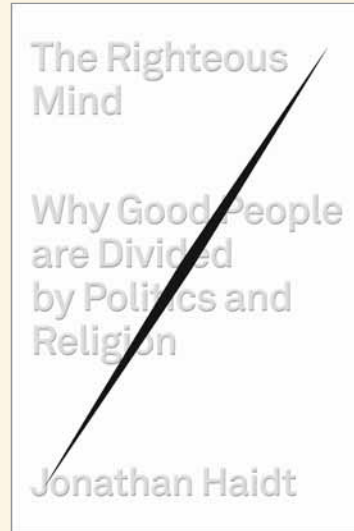 The Righteous
Mind
Why Good People
are Divided
by Politics and
Religion
Jonathan Haidt